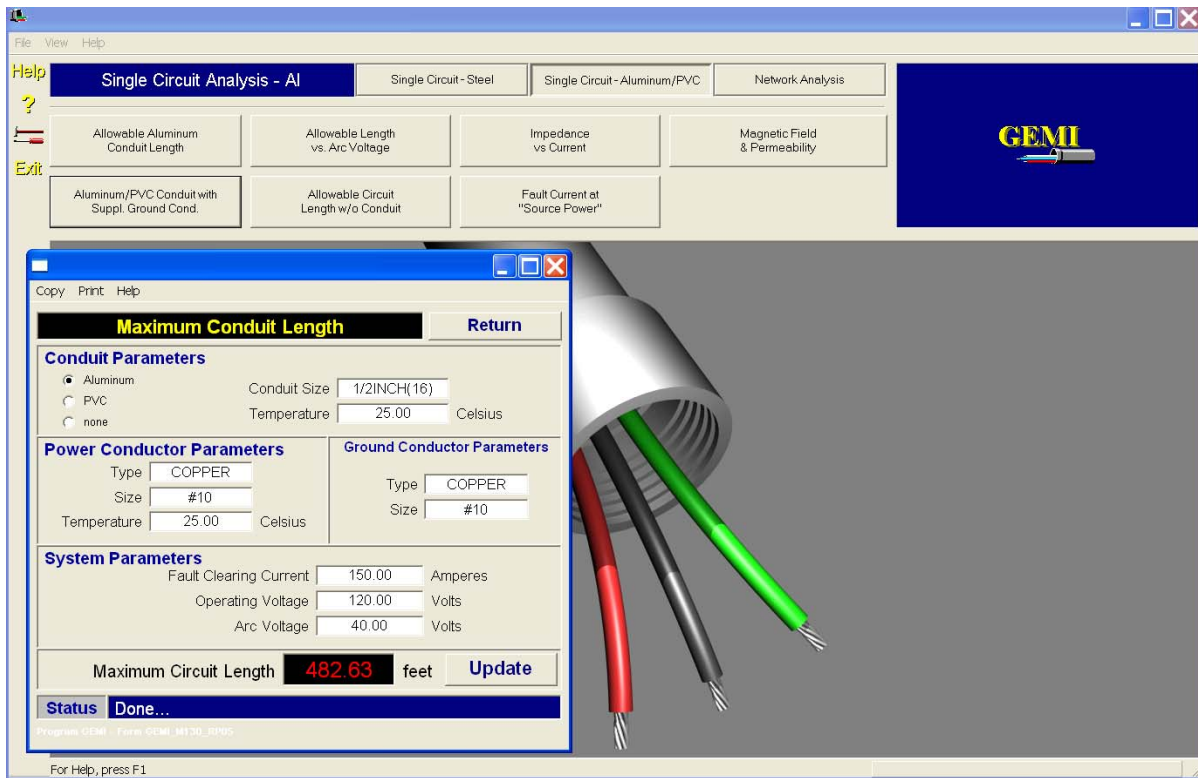 File View Help
Help
?
Exit
Single Circuit Analysis - Al
Single Circuit - Steel
Single Circuit - Aluminum/PVC
Network Analysis
Allowable Aluminum
Conduit Length
Allowable Length
vs. Arc Voltage
Impedance
vs Current
Magnetic Field
& Permeability
Aluminum/PVC Conduit with
Suppl. Ground Cond.
Allowable Circuit
Length w/o Conduit
Fault Current at
"Source Power"
GEMI
Copy Print Help
Maximum Conduit Length
Return
Conduit Parameters
Aluminum
PVC
none
Conduit Size 1/2INCH(16)
Temperature 25.00 Celsius
Power Conductor Parameters
Type COPPER
Size #10
Temperature 25.00 Celsius
Ground Conductor Parameters
Type COPPER
Size #10
System Parameters
Fault Clearing Current 150.00 Amperes
Operating Voltage 120.00 Volts
Arc Voltage 40.00 Volts
Maximum Circuit Length 482.63 feet Update
Status Done...
Program GEMI - Form GEMI_M130_RP05
For Help, press F1